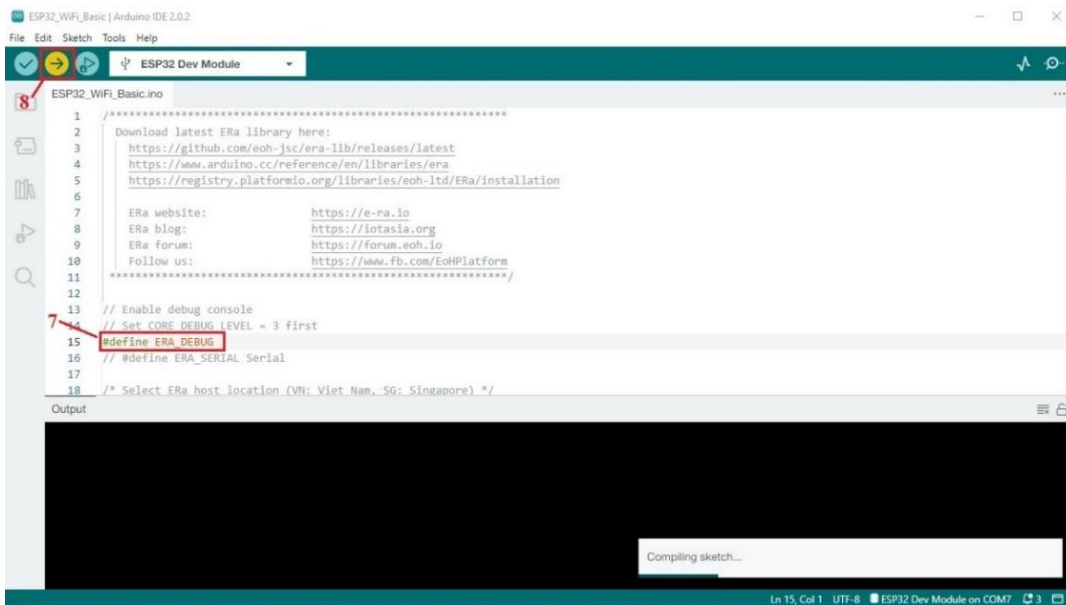 ESP32_WiFi_Basic | Arduino IDE 2.0.2
File Edit Sketch Tools Help
ESP32 Dev Module
8
ESP32_WiFi_Basic.ino
...
1 /*************************************************************
2 Download latest ERa library here:
3 https://github.com/eoh-jsc/era-lib/releases/latest
4 https://www.arduino.cc/reference/en/libraries/era
5 https://registry.platformio.org/libraries/eoh-ltd/ERa/installation
6
7 ERa website: https://e-ra.io
8 ERa blog: https://iotasia.org
9 ERa forum: https://forum.eoh.io
10 Follow us: https://www.fb.com/EoHPlatform
11 *************************************************************/
12
13 // Enable debug console
7
14 // Set CORE_DEBUG_LEVEL = 3 first
15 #define ERA_DEBUG
16 // #define ERA_SERIAL Serial
17
18 /* Select ERa host location (VN: Viet Nam, SG: Singapore) */
Output
Compiling sketch...
Ln 15, Col 1 UTF-8 ESP32 Dev Module on COM7 3